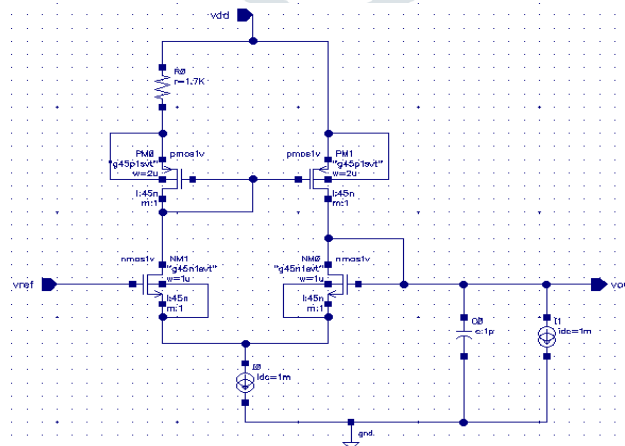 vdd
R0
r=1.7K
PM0
pmos1v
"g45p1svt"
w=2u
l:45n
m:1
pmos1v
PM1
"g45p1svt"
w=2u
l:45n
m:1
nmos1v
NM1
"g45n1svt"
w=1u
l:45n
m:1
NM0
nmos1v
"g45n1svt"
w=1u
l:45n
m:1
vref
C0
c:1p
I1
idc=1m
I0
idc=1m
gnd